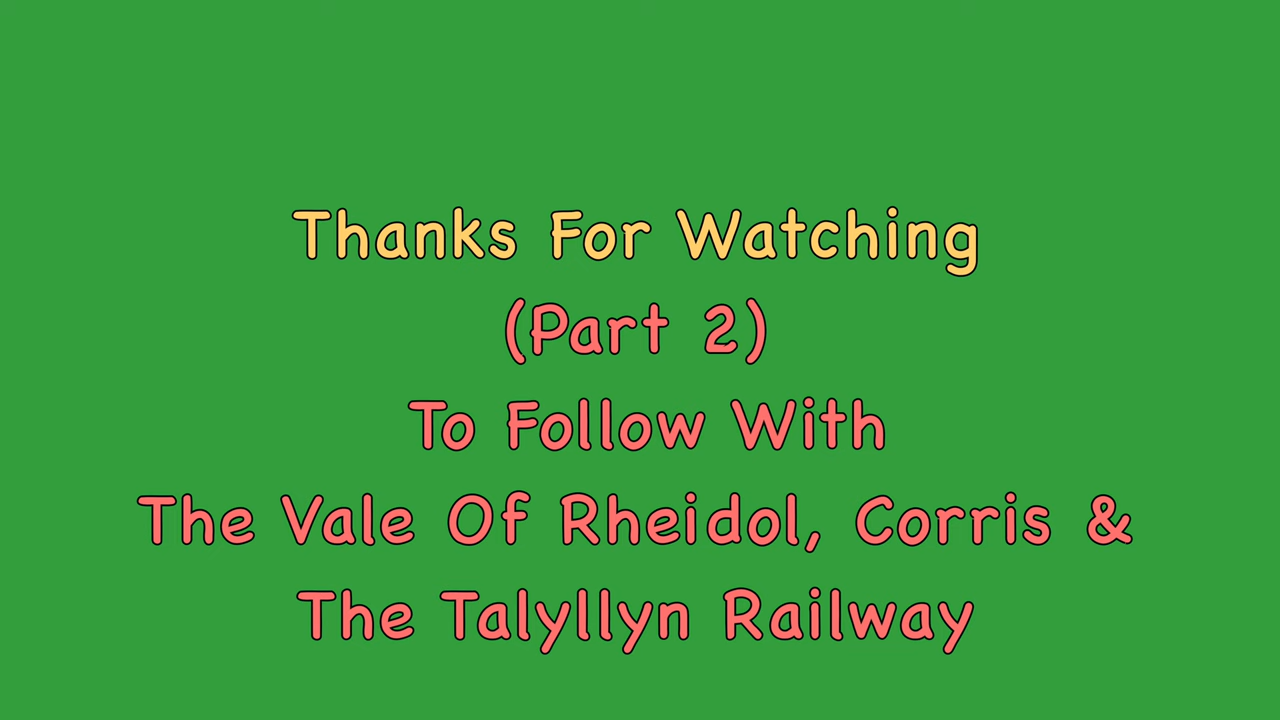 Thanks For Watching
(Part 2)
To Follow With
The Vale Of Rheidol, Corris &
The Talyllyn Railway